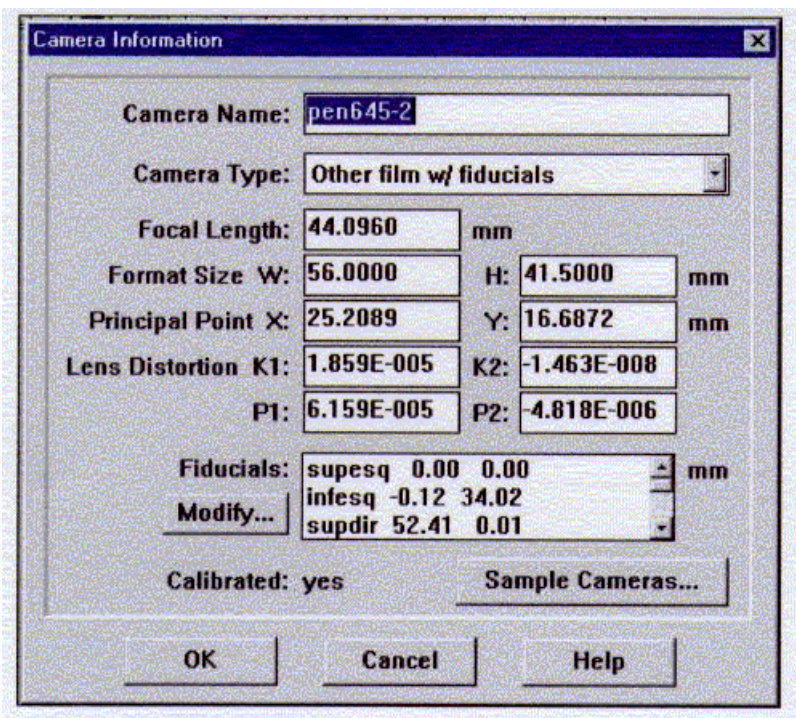 Camera Information
Camera Name: pen645-2
Camera Type: Other film w/ fiducials
Focal Length: 44.0960 mm
Format Size W: 56.0000 H: 41.5000 mm
Principal Point X: 25.2089 Y: 16.6872 mm
Lens Distortion K1: 1.859E-005 K2: -1.463E-008
P1: 6.159E-005 P2: -4.818E-006
Fiducials: supesq 0.00 0.00 mm
infesq -0.12 34.02
Modify... supdir 52.41 0.01
Calibrated: yes Sample Cameras...
OK Cancel Help